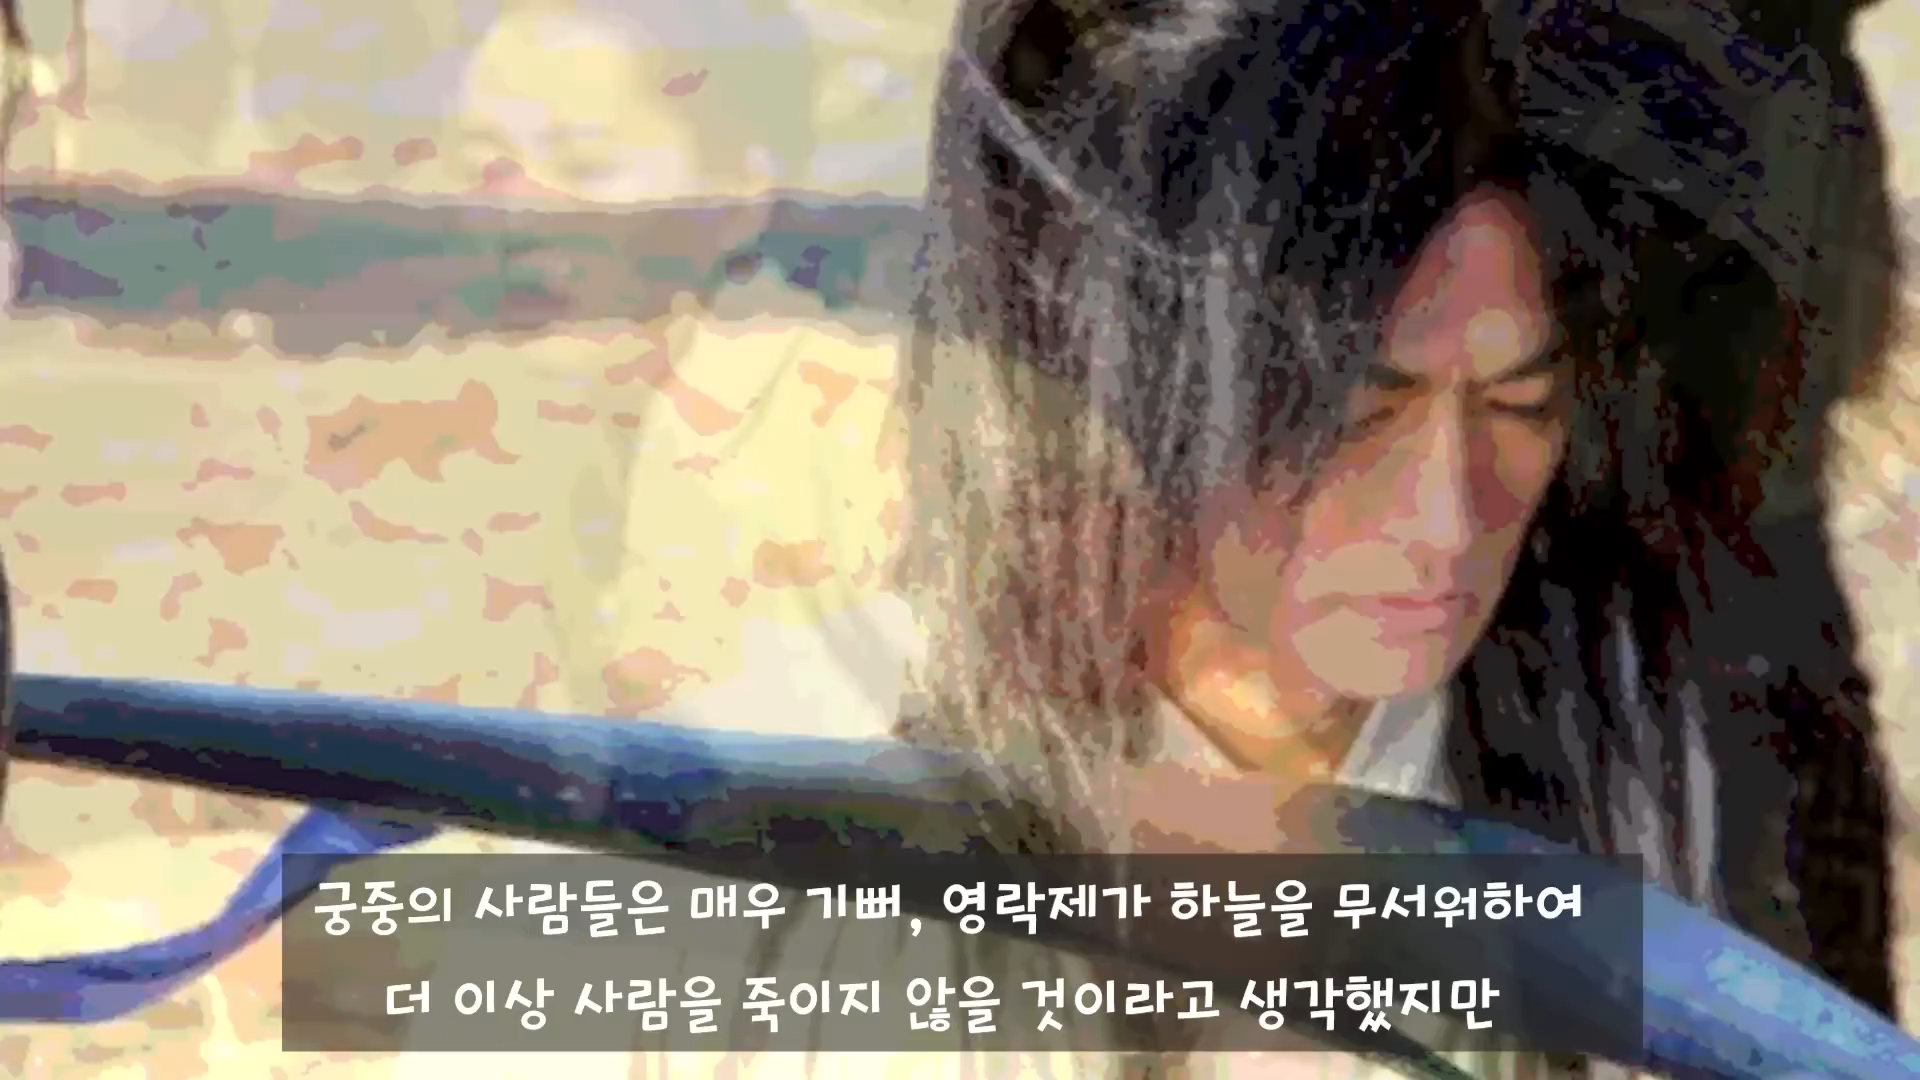 궁중의 사람들은 매우 기뻐, 영락제가 하늘을 무서워하여
더 이상 사람을 죽이지 않을 것이라고 생각했지만